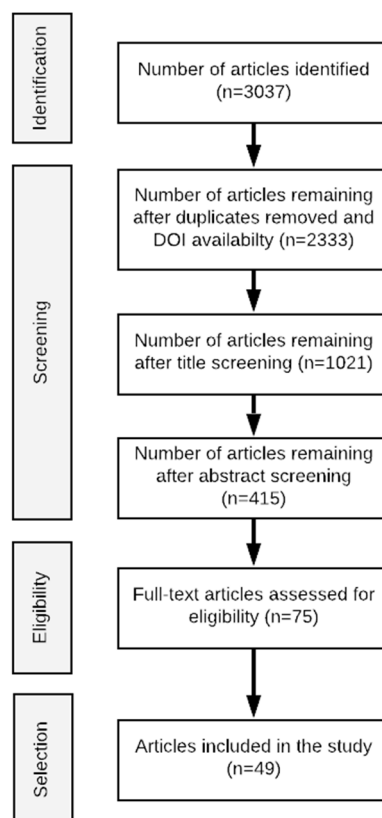 Identification
Number of articles identified
(n=3037)
Screening
Number of articles remaining
after duplicates removed and
DOI availabilty (n=2333)
Number of articles remaining
after title screening (n=1021)
Number of articles remaining
after abstract screening
(n=415)
Eligibility
Full-text articles assessed for
eligibility (n=75)
Selection
Articles included in the study
(n=49)